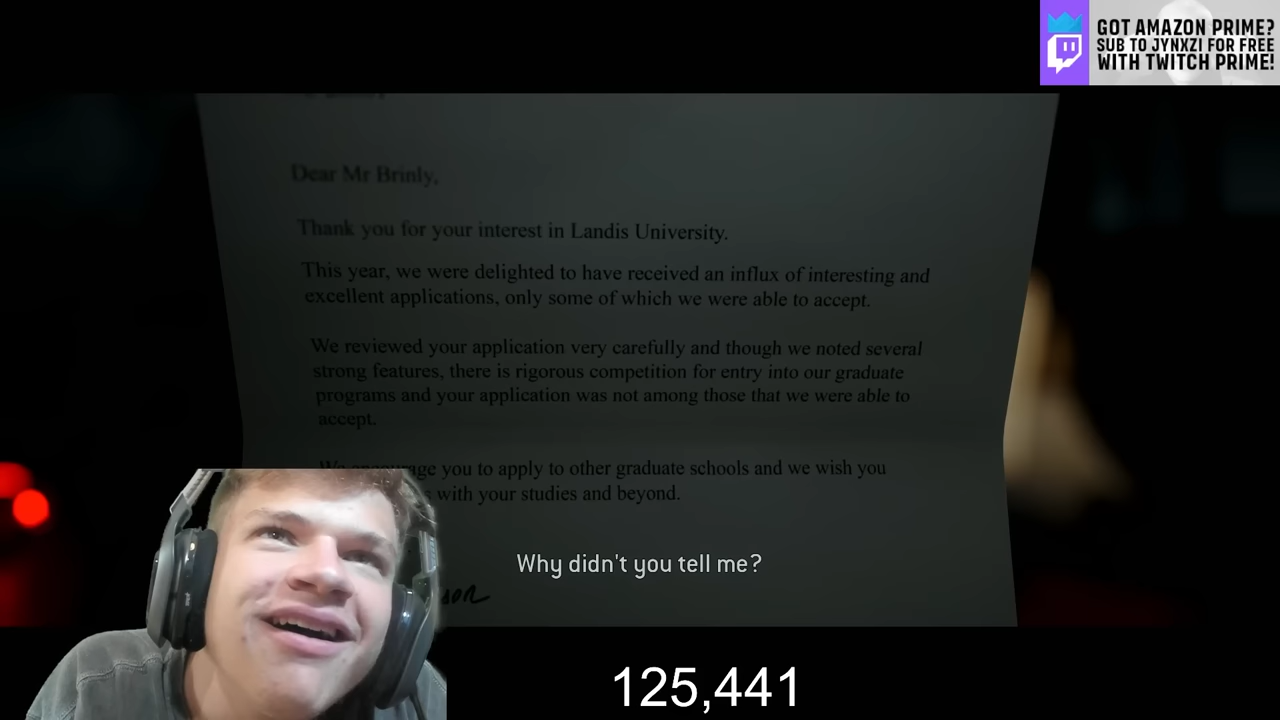 GOT AMAZON PRIME?
SUB TO JYNXZI FOR FREE
WITH TWITCH PRIME!
Dear Mr Brinly,
Thank you for your interest in Landis University.
This year, we were delighted to have received an influx of interesting and
excellent applications, only some of which we were able to accept.
We reviewed your application very carefully and though we noted several
strong features, there is rigorous competition for entry into our graduate
programs and your application was not among those that we were able to
accept.
We encourage you to apply to other graduate schools and we wish you
with your studies and beyond.
Why didn't you tell me?
125,441